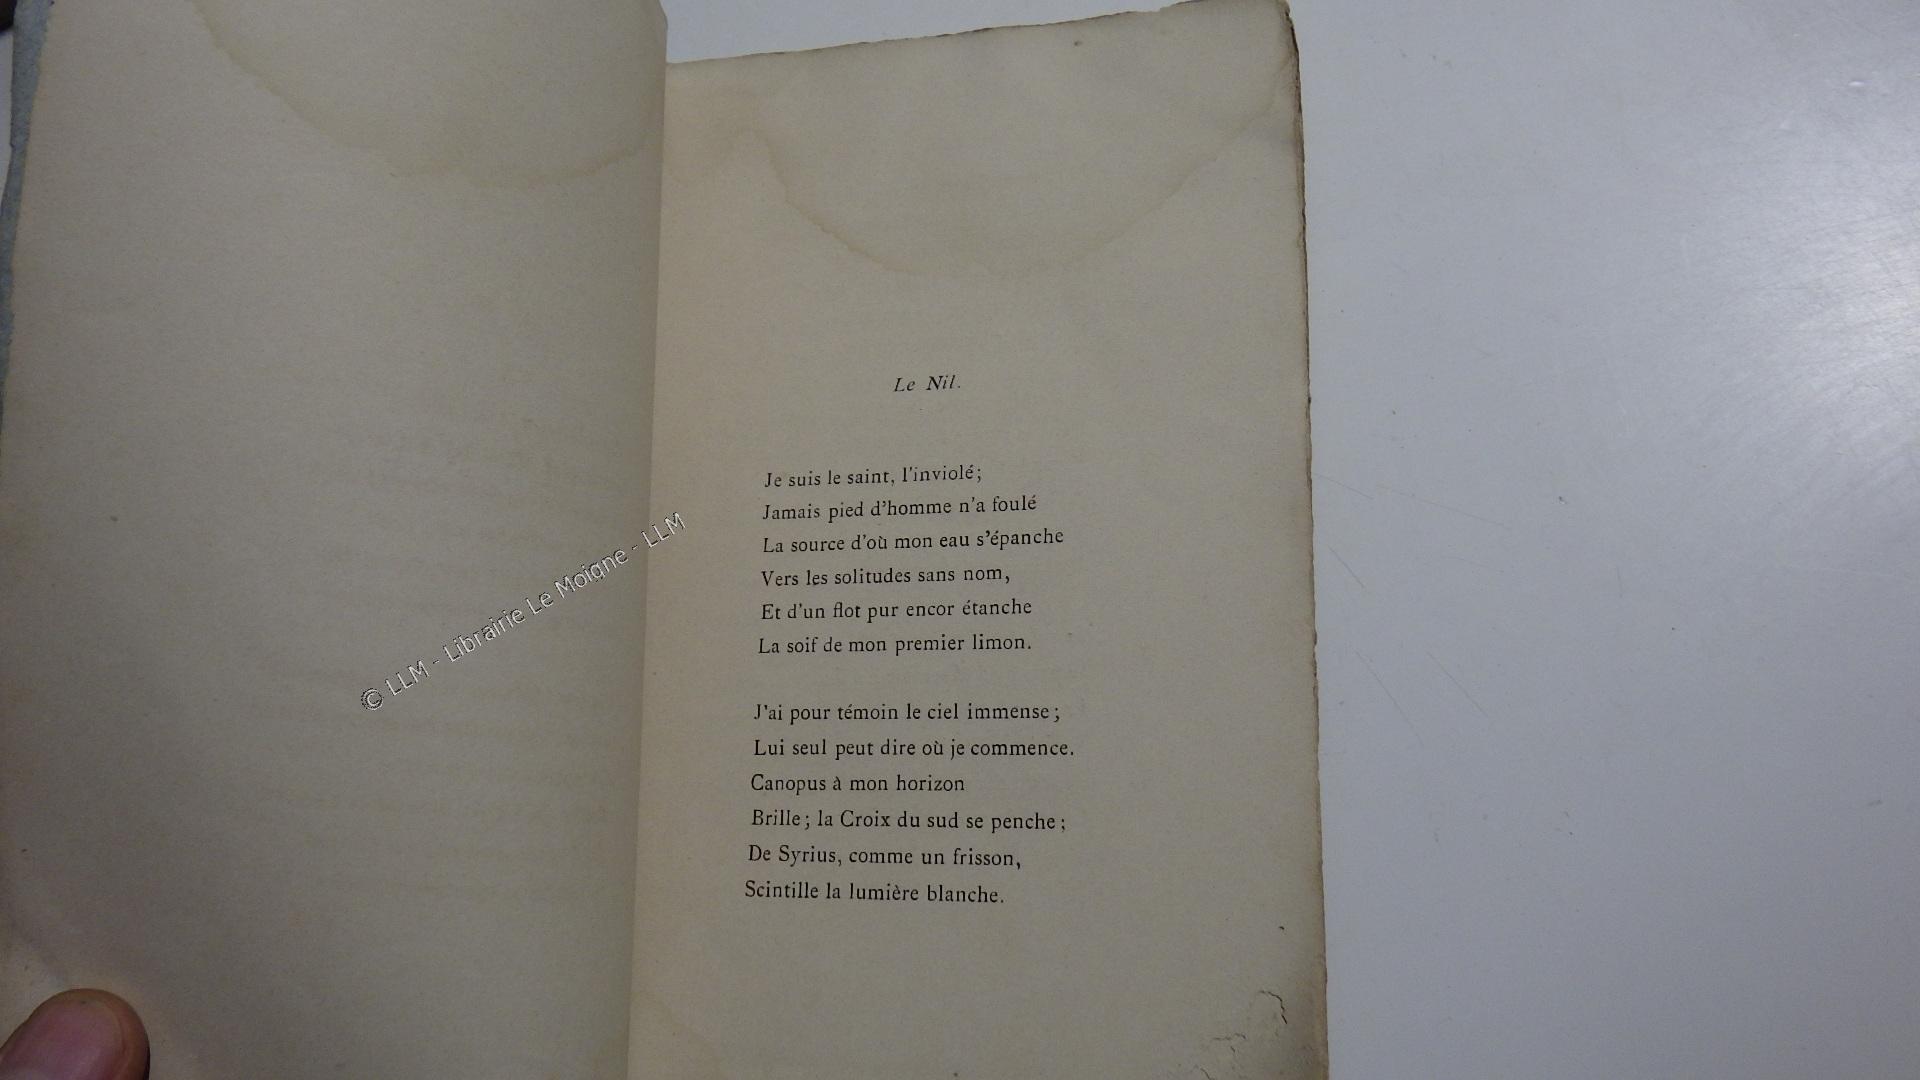 Le Nil.
Je suis le saint, l'inviolé;
Jamais pied d'homme n'a foulé
La source d'où mon eau s'épanche
Vers les solitudes sans nom,
Et d'un flot pur encor étanche
La soif de mon premier limon.
J'ai pour témoin le ciel immense;
Lui seul peut dire où je commence.
Canopus à mon horizon
Brille; la Croix du sud se penche;
De Syrius, comme un frisson,
Scintille la lumière blanche.
© LLM - Librairie Le Moigne - LLM